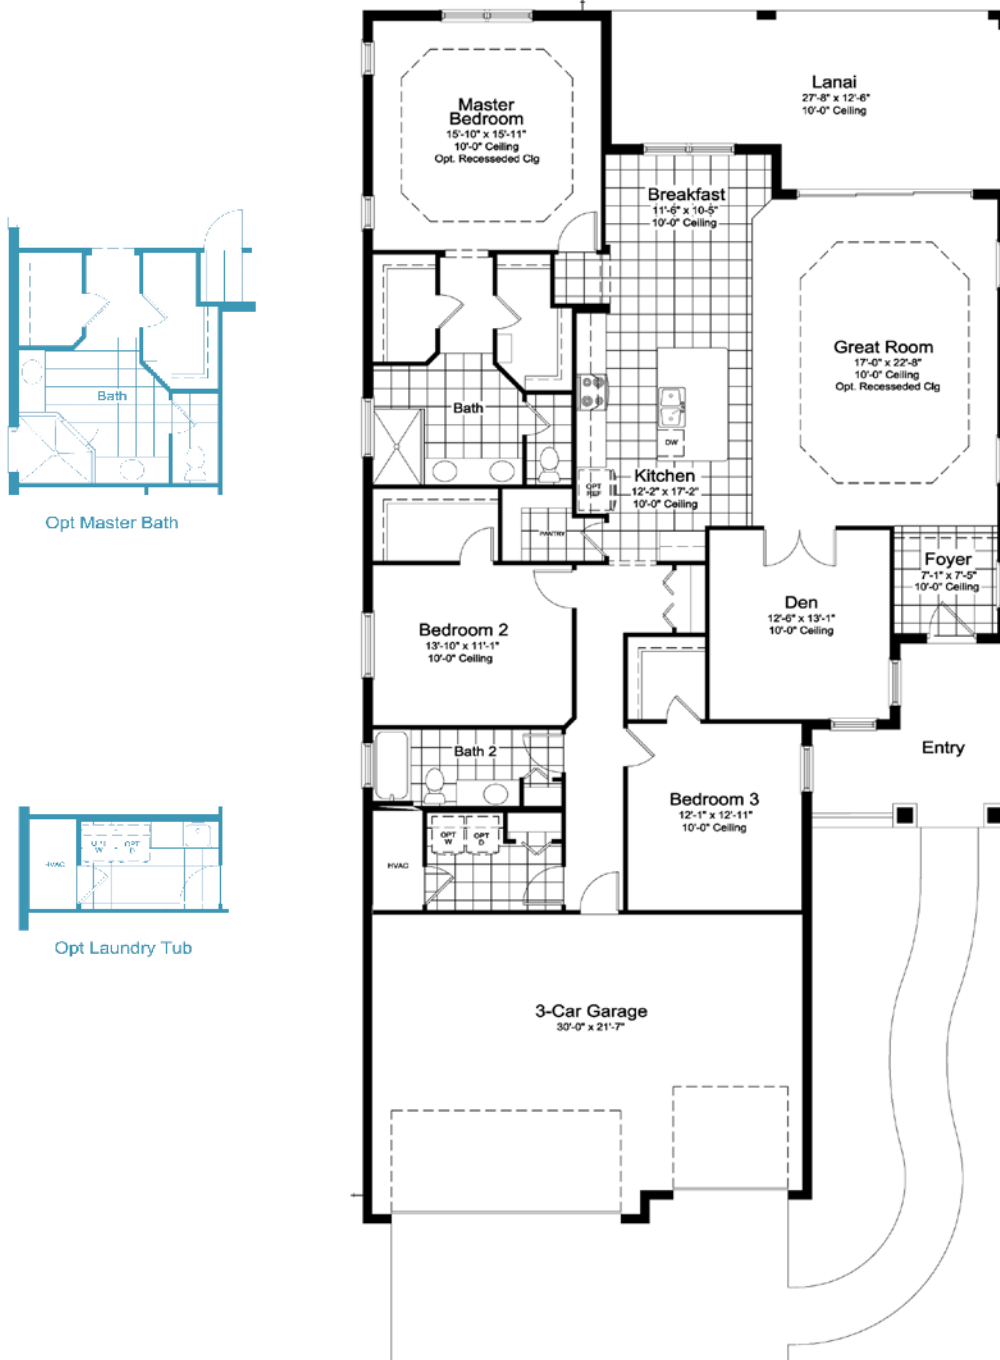 Master
Bedroom
15'-10" x 15'-11"
10'-0" Ceiling
Opt. Recesseded Clg
Lanai
27'-8" x 12'-6"
10'-0" Ceiling
Breakfast
11'-6" x 10'-5"
10'-0" Ceiling
Great Room
17'-0" x 22'-8"
10'-0" Ceiling
Opt. Recesseded Clg
Bath
Bath
DW
Kitchen
12'-2" x 17'-2"
10'-0" Ceiling
OPT
REF
Opt Master Bath
PANTRY
Foyer
7'-1" x 7'-5"
10'-0" Ceiling
Den
12'-6" x 13'-1"
10'-0" Ceiling
Bedroom 2
13'-10" x 11'-1"
10'-0" Ceiling
Bath 2
Entry
Bedroom 3
12'-1" x 12'-11"
10'-0" Ceiling
OPT
W
OPT
D
HVAC
OPT
W
OPT
D
HVAC
Opt Laundry Tub
3-Car Garage
30'-0" x 21'-7"